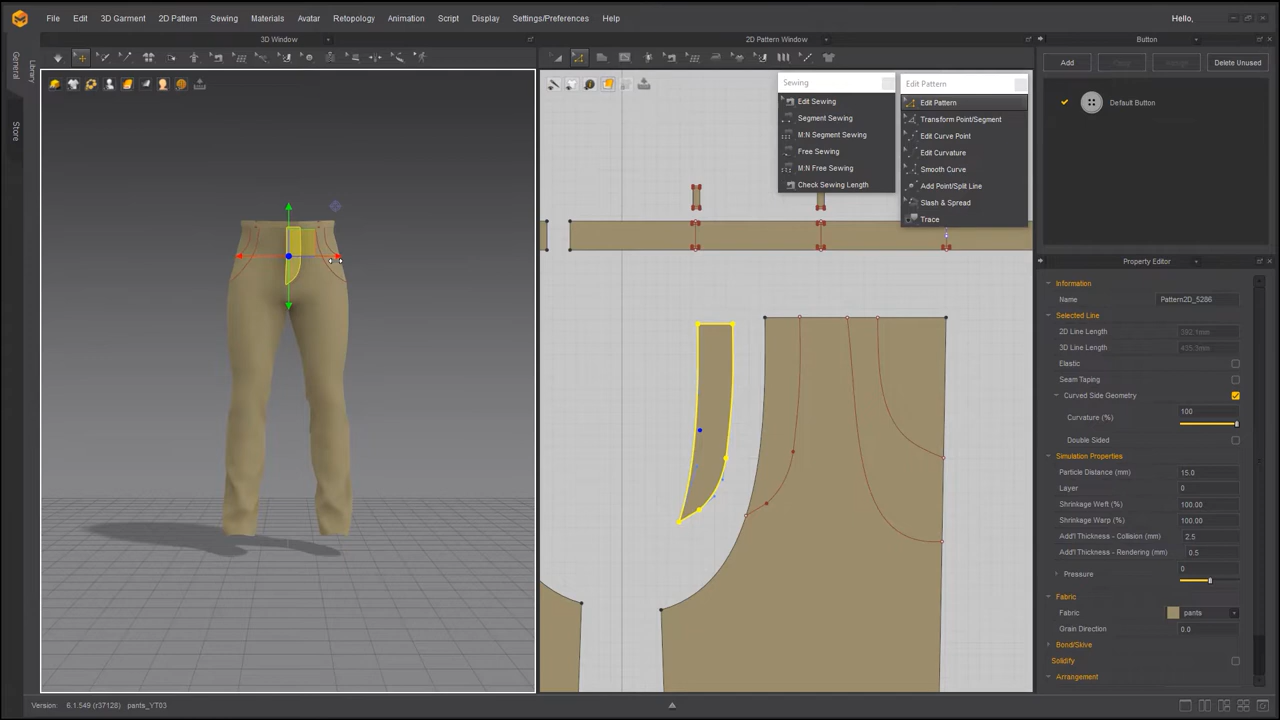 File Edit 3D Garment 2D Pattern Sewing Materials Avatar Retopology Animation Script Display Settings/Preferences Help Hello,
3D Window
2D Pattern Window
Button
General
Library
Store
Sewing
Edit Sewing
Segment Sewing
M:N Segment Sewing
Free Sewing
M:N Free Sewing
Check Sewing Length
Edit Pattern
Edit Pattern
Transform Point/Segment
Edit Curve Point
Edit Curvature
Smooth Curve
Add Point/Split Line
Slash & Spread
Trace
Add Delete Unused
Default Button
Property Editor
Information
Name Pattern2D_5286
Selected Line
2D Line Length 392.1mm
3D Line Length 435.3mm
Elastic
Seam Taping
Curved Side Geometry
Curvature (%) 100
Double Sided
Simulation Properties
Particle Distance (mm) 15.0
Layer 0
Shrinkage Weft (%) 100.00
Shrinkage Warp (%) 100.00
Add'l Thickness - Collision (mm) 2.5
Add'l Thickness - Rendering (mm) 0.5
Pressure 0
Fabric
Fabric pants
Grain Direction 0.0
Bond/Skive
Solidify
Arrangement
Version: 6.1.549 (r37128) pants_YT03